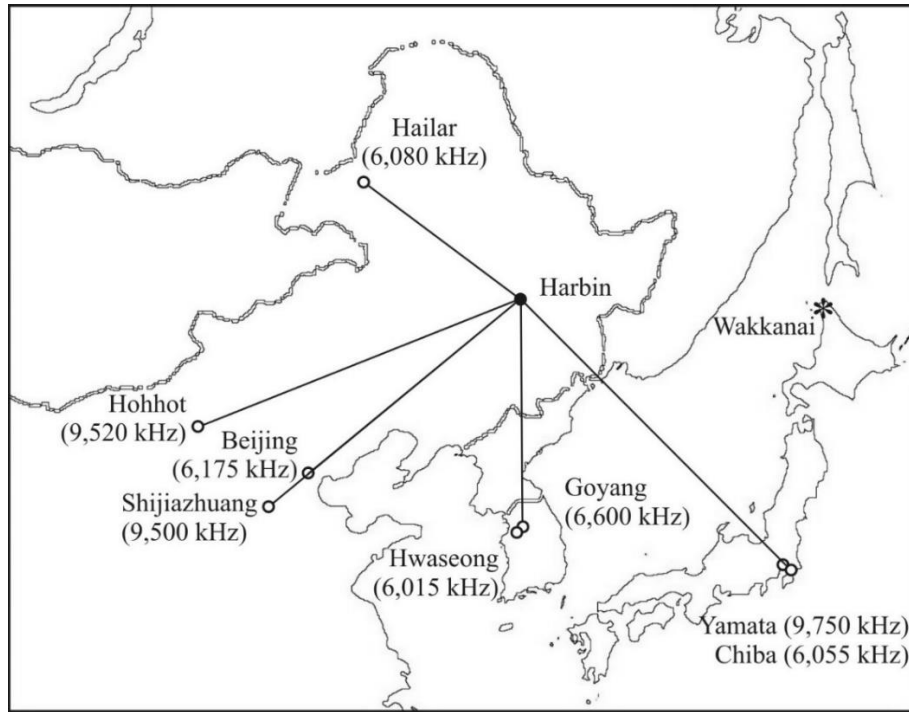 Hailar
(6,080 kHz)
Harbin
Wakkanai
Hohhot
(9,520 kHz)
Beijing
(6,175 kHz)
Shijiazhuang
(9,500 kHz)
Goyang
(6,600 kHz)
Hwaseong
(6,015 kHz)
Yamata (9,750 kHz)
Chiba (6,055 kHz)